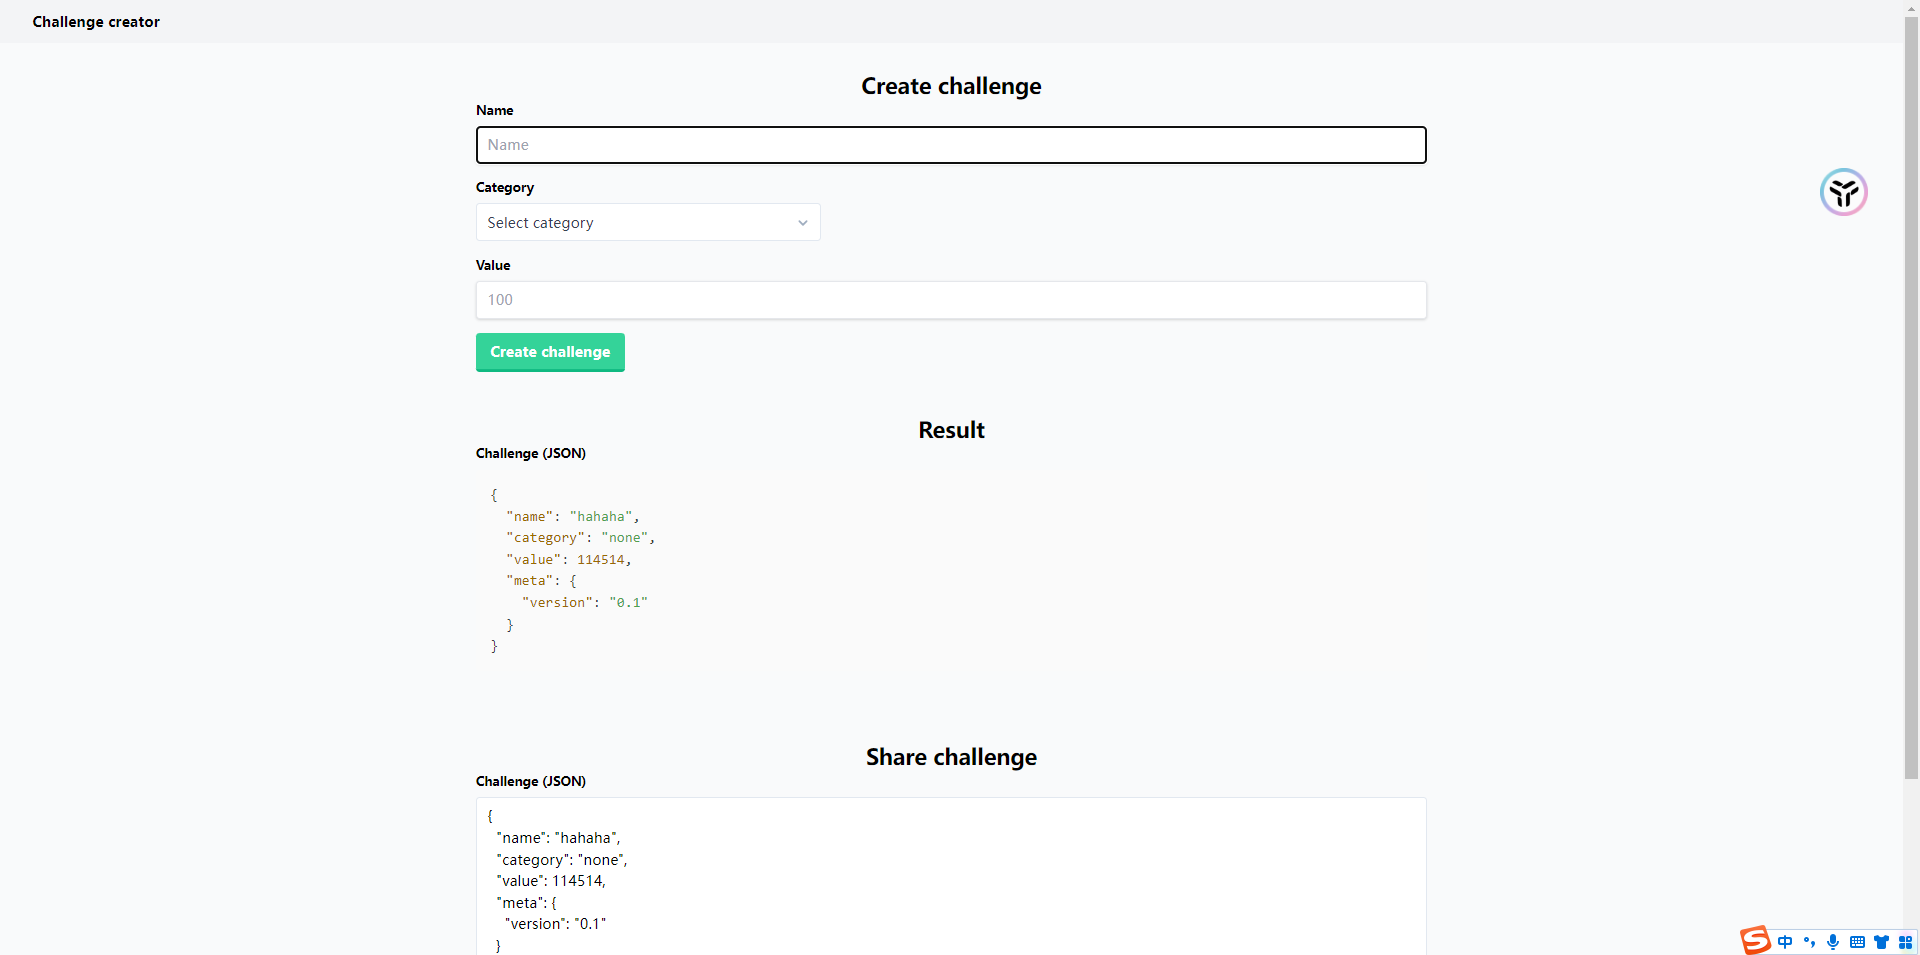 Challenge creator
Create challenge
Name
Name
Category
Select category
Value
100
Create challenge
Result
Challenge (JSON)
{
  "name": "hahaha",
  "category": "none",
  "value": 114514,
  "meta": {
    "version": "0.1"
  }
}
Share challenge
Challenge (JSON)
{
  "name": "hahaha",
  "category": "none",
  "value": 114514,
  "meta": {
    "version": "0.1"
  }
S 中 °,